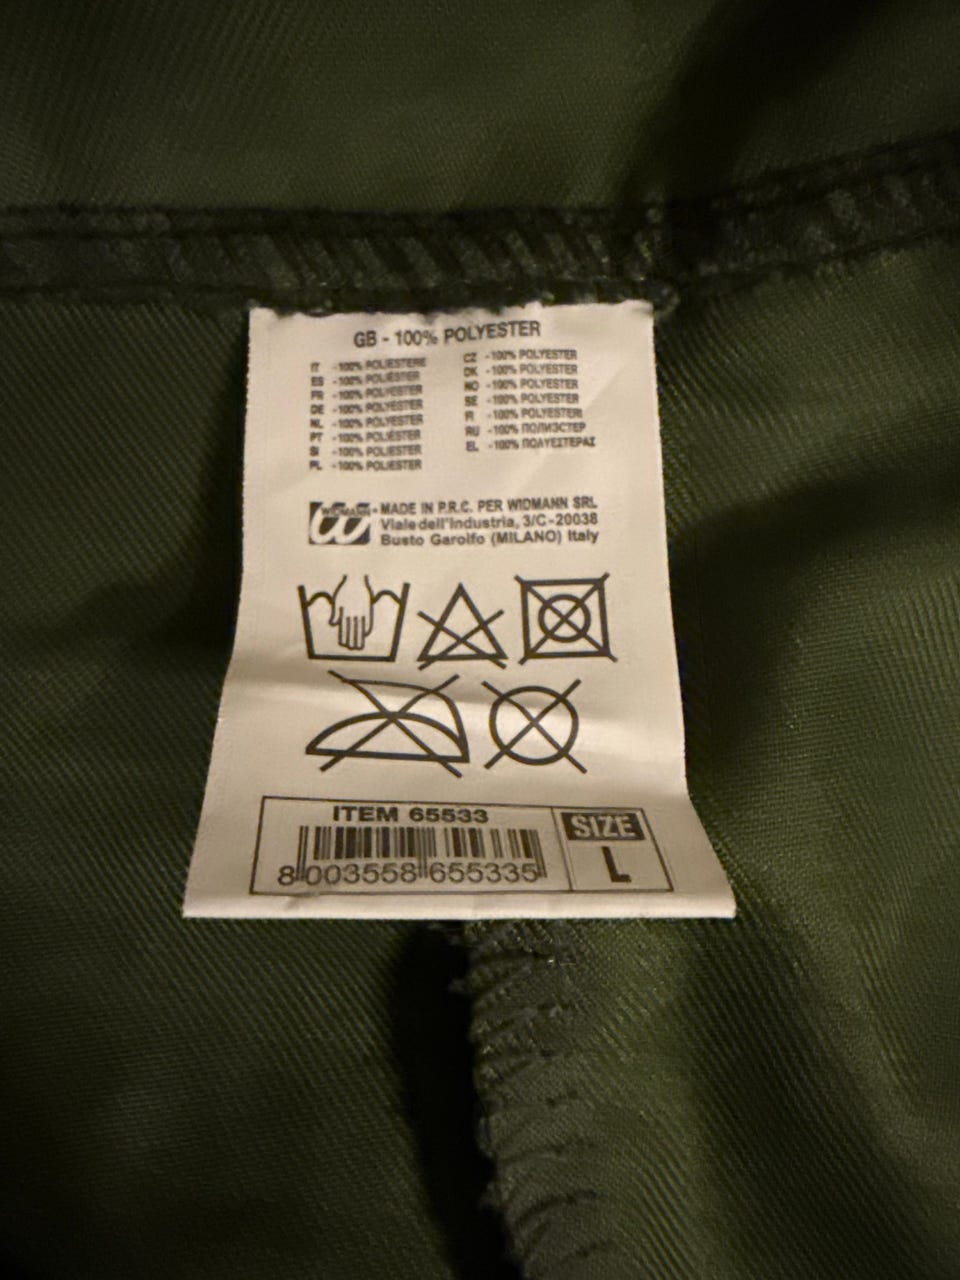 GB - 100% POLYESTER
IT - 100% POLIESTERE
ES - 100% POLIÉSTER
FR - 100% POLYESTER
DE - 100% POLYESTER
NL - 100% POLYESTER
PT - 100% POLIÉSTER
SI - 100% POLIESTER
PL - 100% POLIESTER
CZ - 100% POLYESTER
DK - 100% POLYESTER
NO - 100% POLYESTER
SE - 100% POLYESTER
FI - 100% POLYESTERI
RU - 100% ПОЛИЭСТЕР
EL - 100% ΠΟΛΥΕΣΤΕΡΑΣ
WIDMANN
MADE IN P.R.C. PER WIDMANN SRL
Viale dell'Industria, 3/C-20038
Busto Garolfo (MILANO) Italy
ITEM 65533
8 003558 655335
SIZE
L